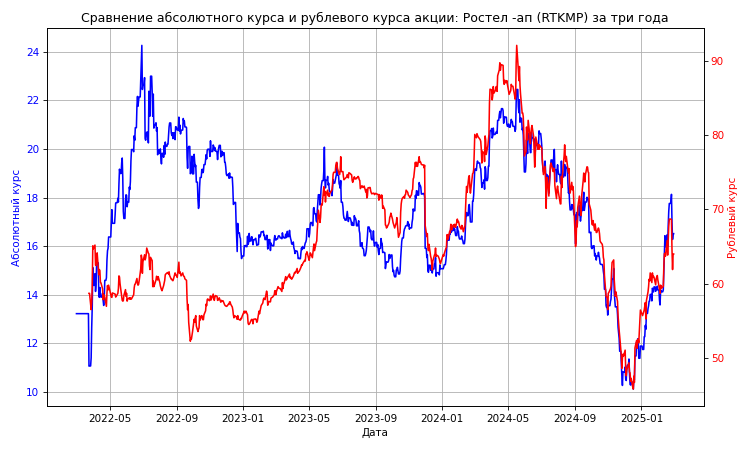 Сравнение абсолютного курса и рублевого курса акции: Ростел -ап (RTKMP) за три года
24
22
20
18
16
14
12
10
Абсолютный курс
90
80
70
60
50
Рублевый курс
2022-05 2022-09 2023-01 2023-05 2023-09 2024-01 2024-05 2024-09 2025-01
Дата